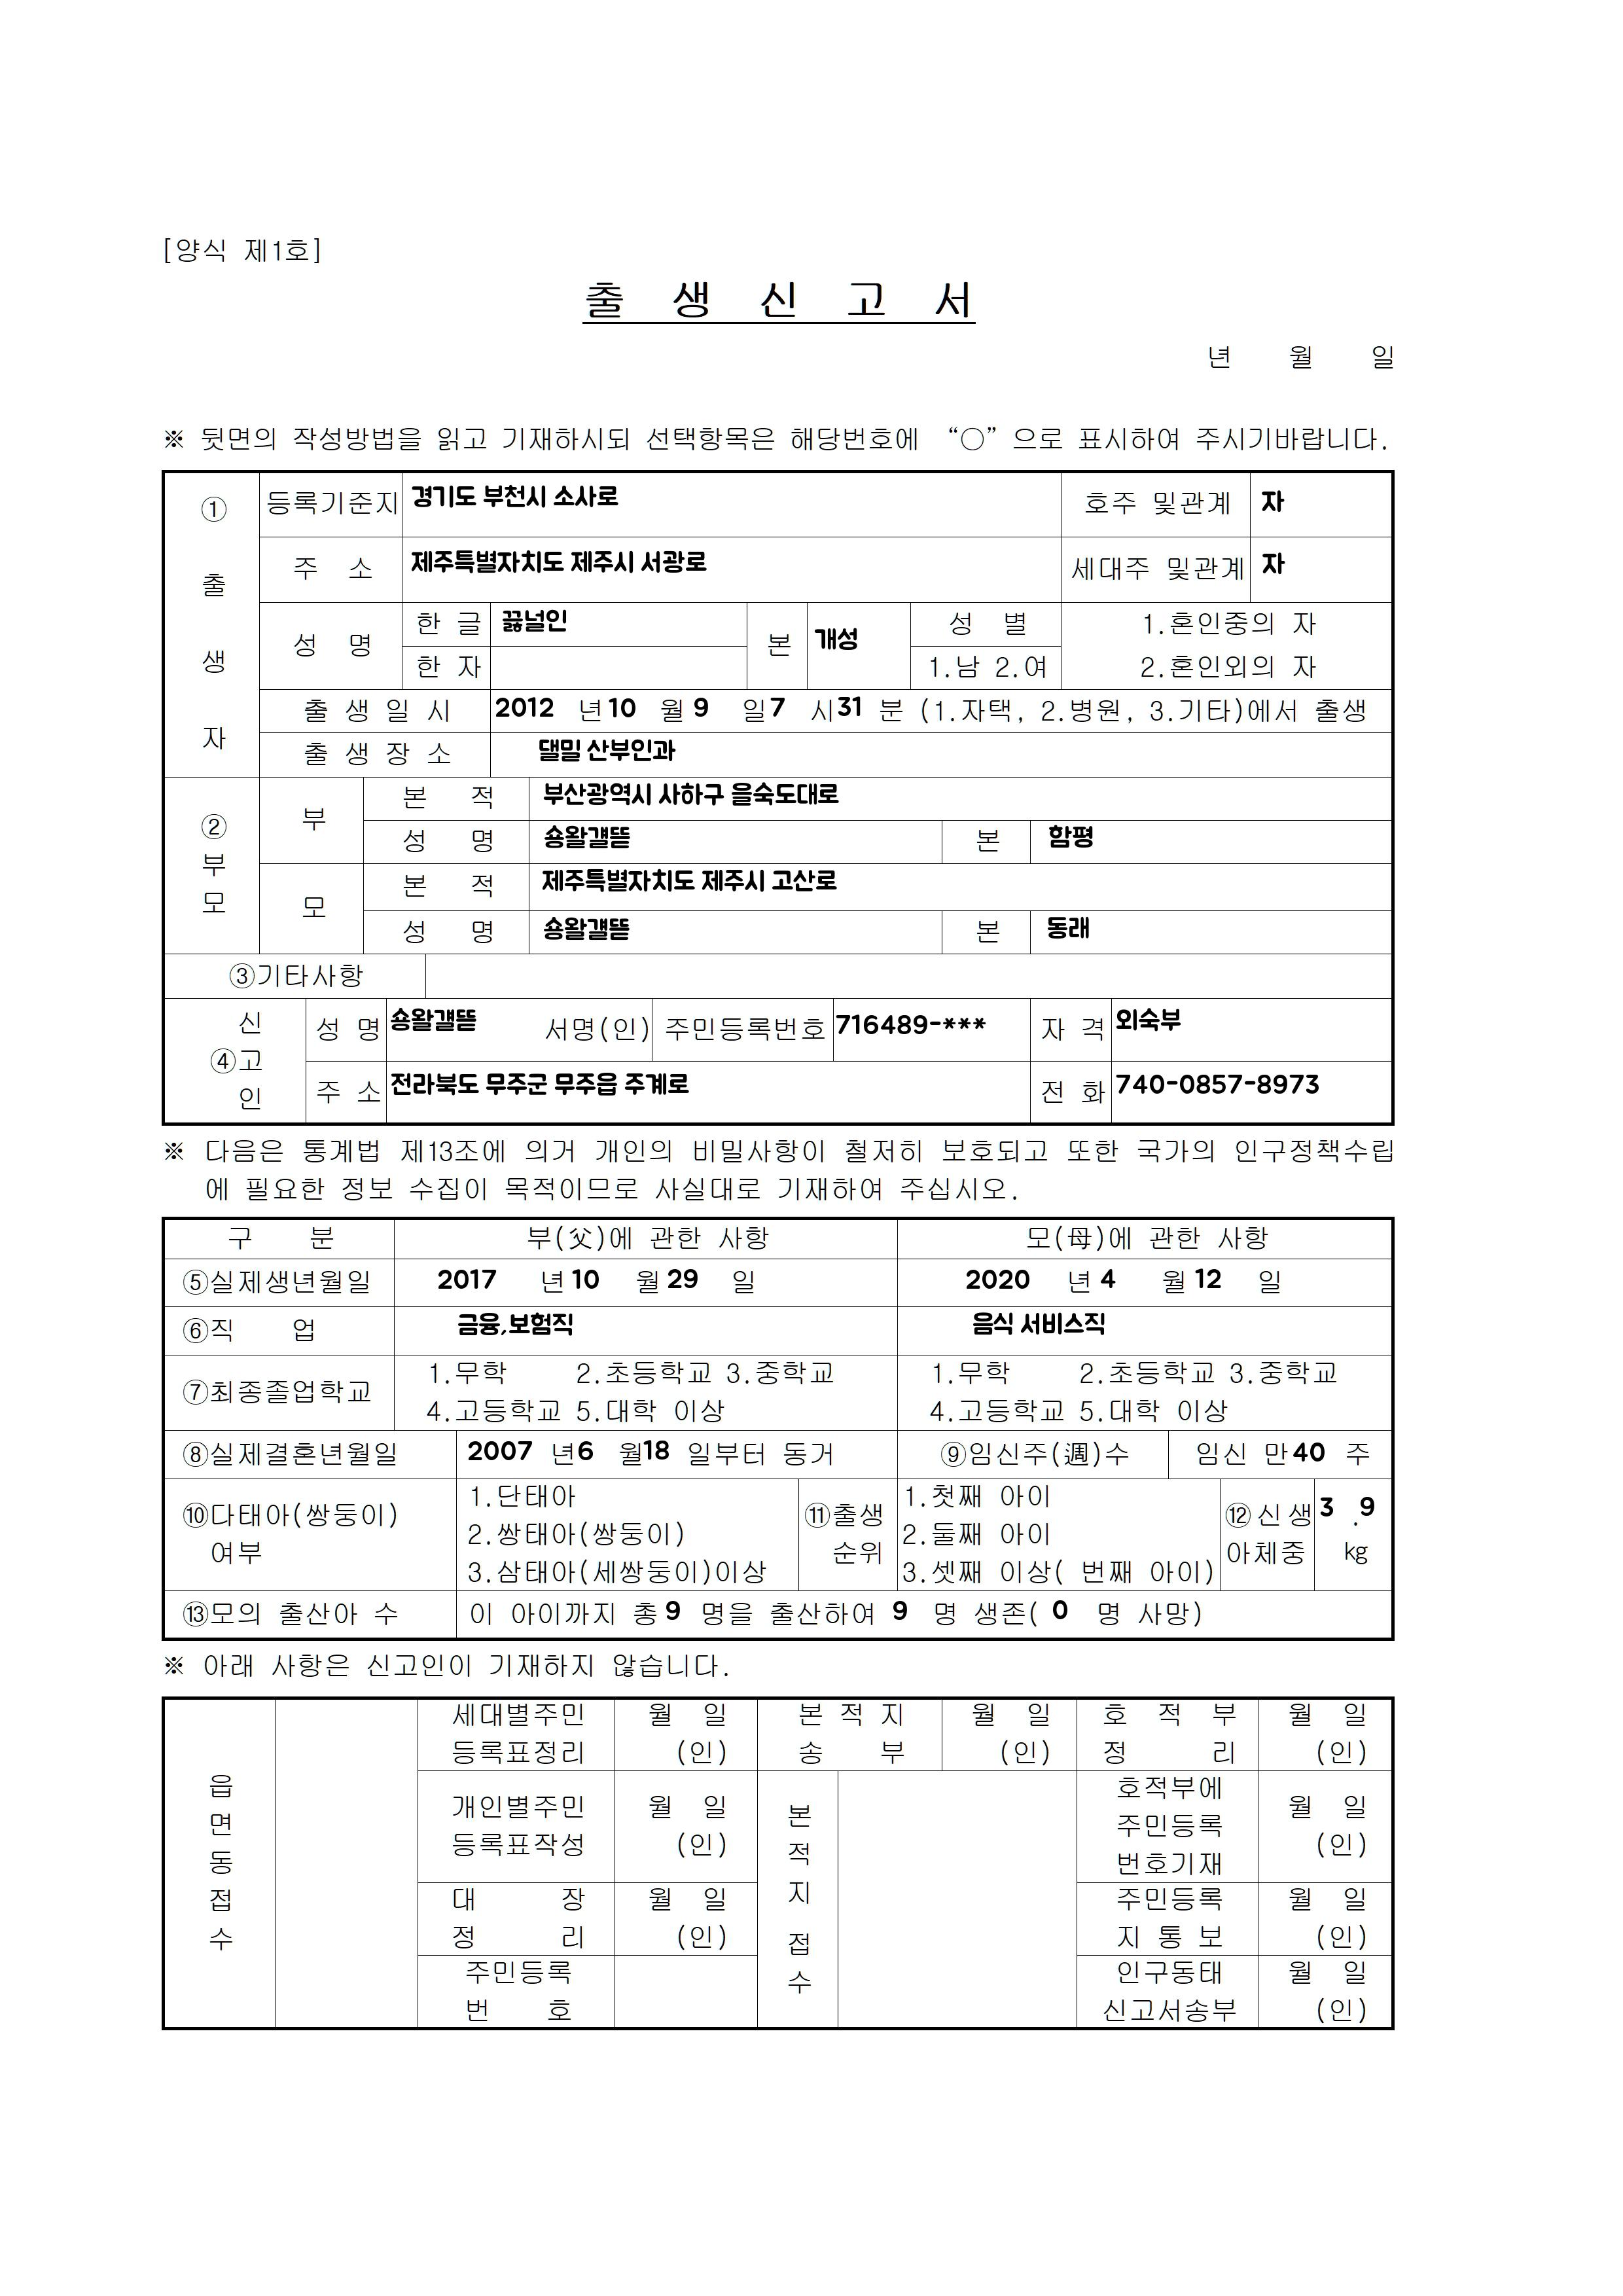 [양식 제1호]
출 생 신 고 서
년 월 일
※ 뒷면의 작성방법을 읽고 기재하시되 선택항목은 해당번호에 “○”으로 표시하여 주시기바랍니다.
① 출 생 자
등록기준지 경기도 부천시 소사로 호주 및관계 자
주 소 제주특별자치도 제주시 서광로 세대주 및관계 자
성 명 한 글 끓널인 본 개성 성 별 1.혼인중의 자
한 자 1.남 2.여 2.혼인외의 자
출 생 일 시 2012 년 10 월 9 일 7 시 31 분 (1.자택, 2.병원, 3.기타)에서 출생
출 생 장 소 댈밀 산부인과
② 부 모
부 본 적 부산광역시 사하구 을숙도대로
성 명 숑왈걜뜯 본 함평
모 본 적 제주특별자치도 제주시 고산로
성 명 숑왈걜뜯 본 동래
③기타사항
④ 신 고 인
성 명 숑왈걜뜯 서명(인) 주민등록번호 716489-*** 자 격 외숙부
주 소 전라북도 무주군 무주읍 주계로 전 화 740-0857-8973
※ 다음은 통계법 제13조에 의거 개인의 비밀사항이 철저히 보호되고 또한 국가의 인구정책수립
에 필요한 정보 수집이 목적이므로 사실대로 기재하여 주십시오.
구 분 부(父)에 관한 사항 모(母)에 관한 사항
⑤실제생년월일 2017 년 10 월 29 일 2020 년 4 월 12 일
⑥직 업 금융,보험직 음식 서비스직
⑦최종졸업학교
1.무학 2.초등학교 3.중학교 1.무학 2.초등학교 3.중학교
4.고등학교 5.대학 이상 4.고등학교 5.대학 이상
⑧실제결혼년월일 2007 년 6 월 18 일부터 동거 ⑨임신주(週)수 임신 만 40 주
⑩다태아(쌍둥이) 여부
1.단태아
2.쌍태아(쌍둥이)
3.삼태아(세쌍둥이)이상
⑪출생 순위
1.첫째 아이
2.둘째 아이
3.셋째 이상( 번째 아이)
⑫신생 아체중 3 .9 kg
⑬모의 출산아 수 이 아이까지 총 9 명을 출산하여 9 명 생존( 0 명 사망)
※ 아래 사항은 신고인이 기재하지 않습니다.
읍 면 동 접 수
세대별주민 월 일 본 적 지 월 일 호 적 부 월 일
등록표정리 (인) 송 부 (인) 정 리 (인)
개인별주민 월 일
등록표작성 (인)
본 적 지 접 수
호적부에
주민등록 월 일
번호기재 (인)
대 장 월 일 주민등록 월 일
정 리 (인) 지 통 보 (인)
주민등록 인구동태 월 일
번 호 신고서송부 (인)